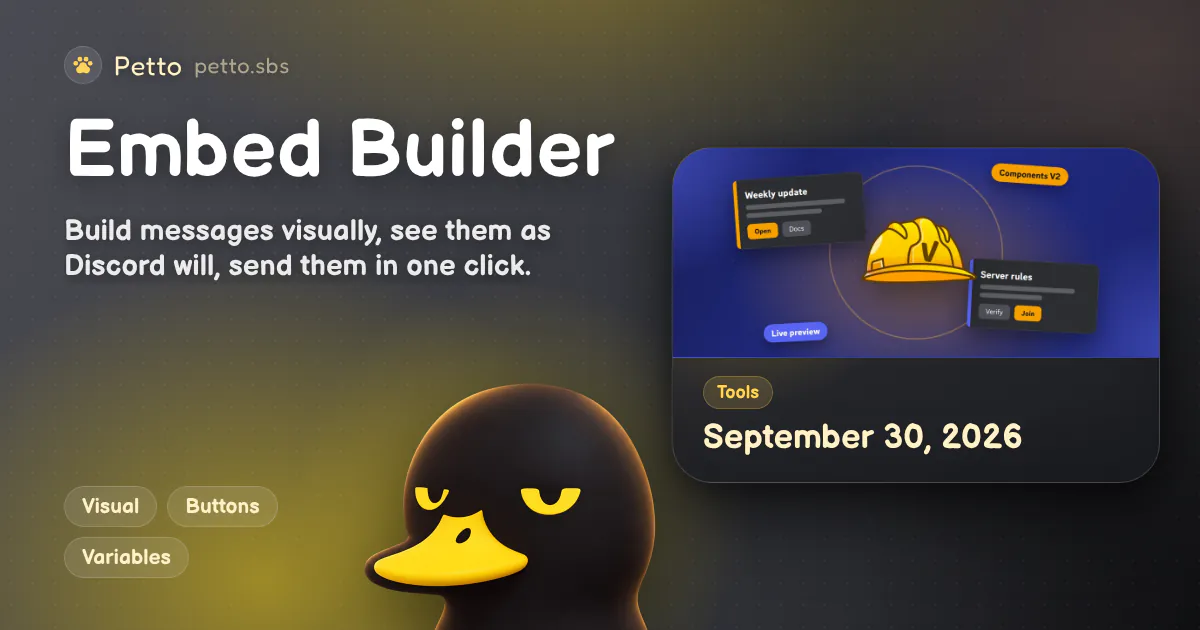 Petto petto.sbs
Embed Builder
Build messages visually, see them as
Discord will, send them in one click.
Visual
Buttons
Variables
Components V2
Weekly update
Open
Docs
V
Server rules
Verify
Join
Live preview
Tools
September 30, 2026